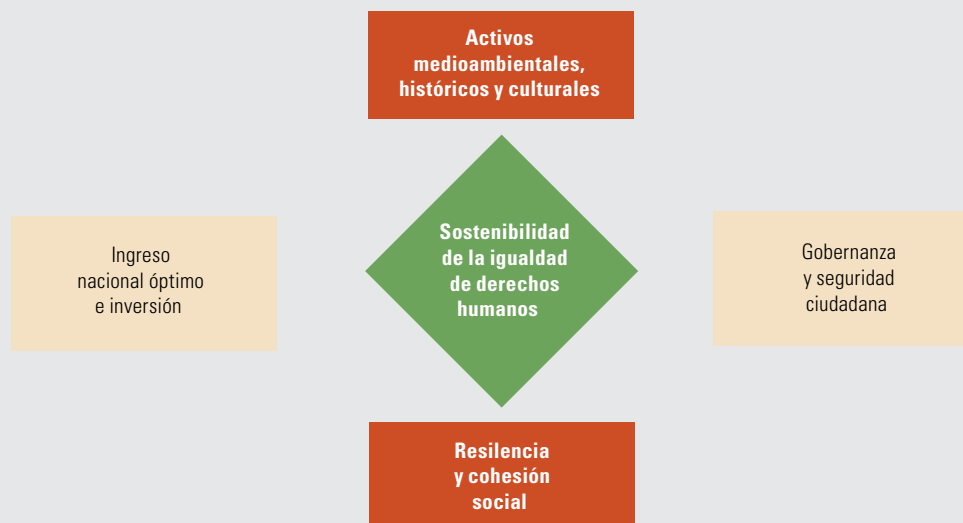 Activos
medioambientales,
históricos y culturales
Sostenibilidad
de la igualdad
de derechos
humanos
Ingreso
nacional óptimo
e inversión
Gobernanza
y seguridad
ciudadana
Resilencia
y cohesión
social